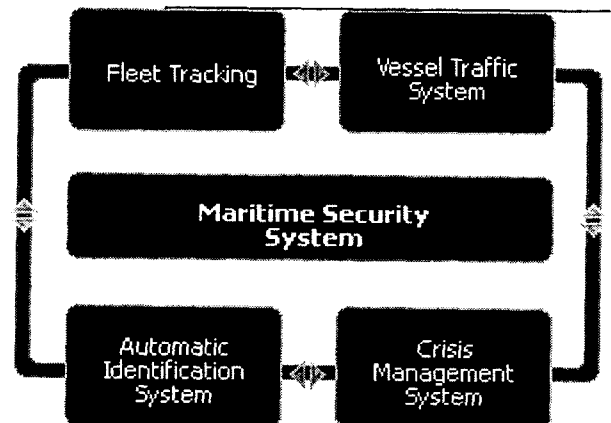 Fleet Tracking
Vessel Traffic
System
Maritime Security
System
Automatic
Identification
System
Crisis
Management
System